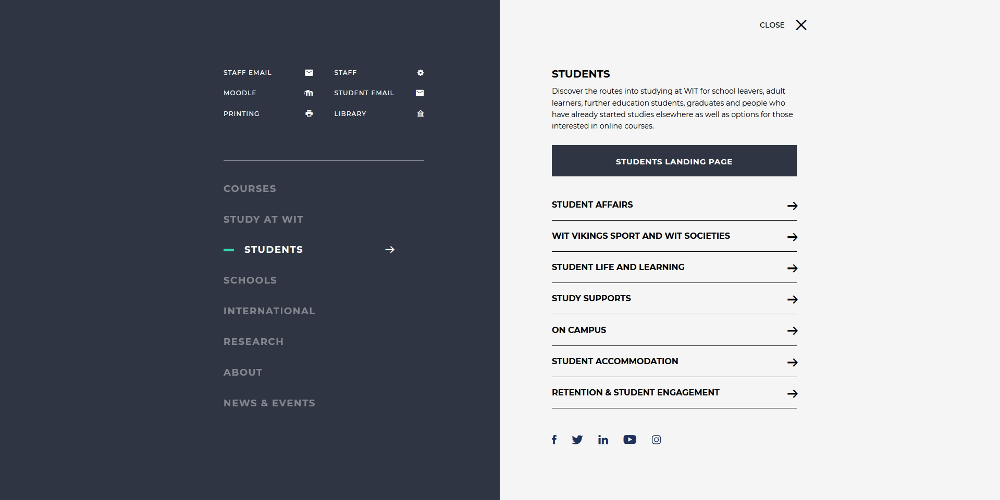 CLOSE
STAFF EMAIL
STAFF
MOODLE
STUDENT EMAIL
PRINTING
LIBRARY
COURSES
STUDY AT WIT
STUDENTS
SCHOOLS
INTERNATIONAL
RESEARCH
ABOUT
NEWS & EVENTS
STUDENTS
Discover the routes into studying at WIT for school leavers, adult
learners, further education students, graduates and people who
have already started studies elsewhere as well as options for those
interested in online courses.
STUDENTS LANDING PAGE
STUDENT AFFAIRS
WIT VIKINGS SPORT AND WIT SOCIETIES
STUDENT LIFE AND LEARNING
STUDY SUPPORTS
ON CAMPUS
STUDENT ACCOMMODATION
RETENTION & STUDENT ENGAGEMENT